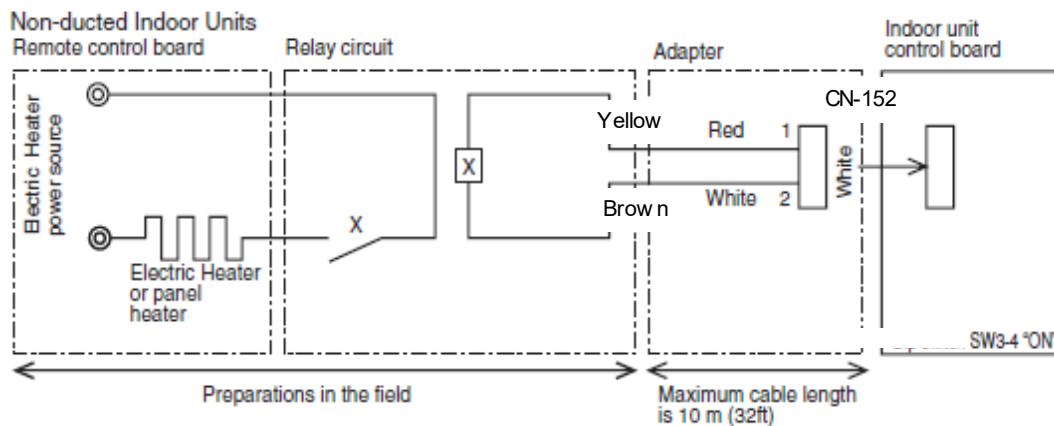 Non-ducted Indoor Units
Remote control board
Relay circuit
Adapter
Indoor unit
control board
Electric Heater
power source
Electric Heater
or panel
heater
X
X
Yellow
Brown
Red 1
White 2
CN-152
White
SW3-4 "ON"
Preparations in the field
Maximum cable length
is 10 m (32ft)